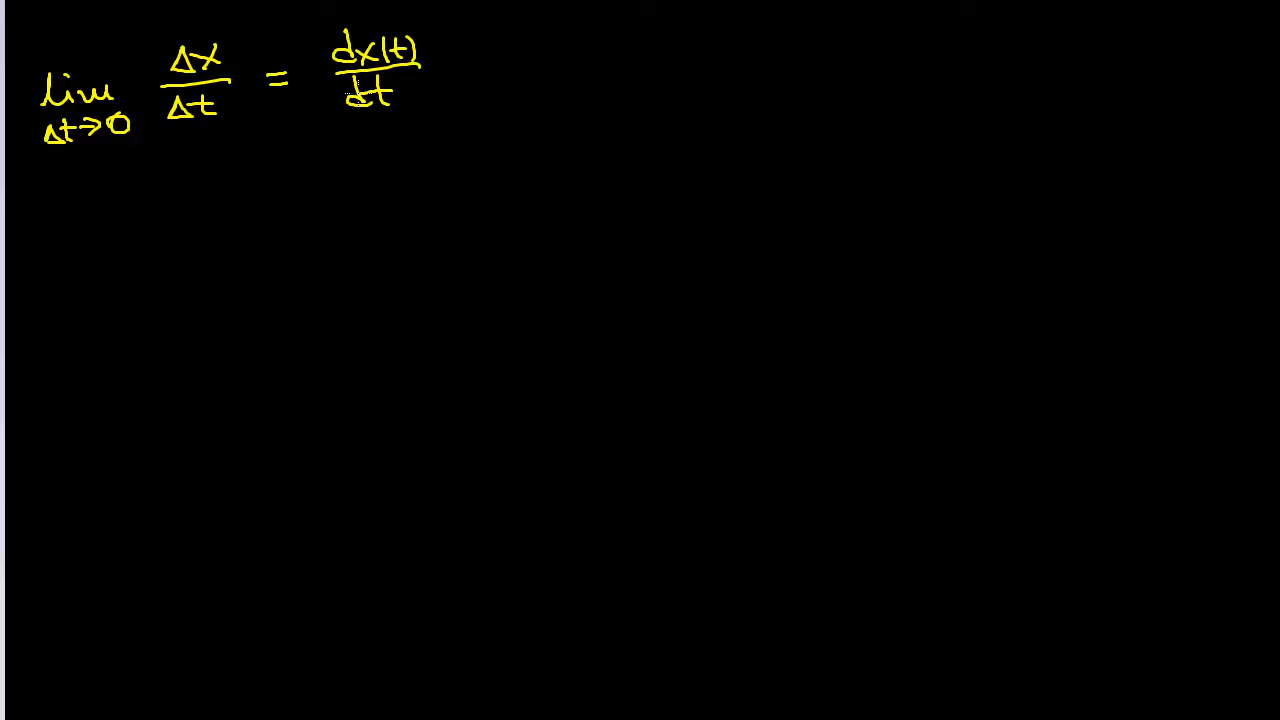 lim Δt→0 Δx/Δt = dx(t)/dt